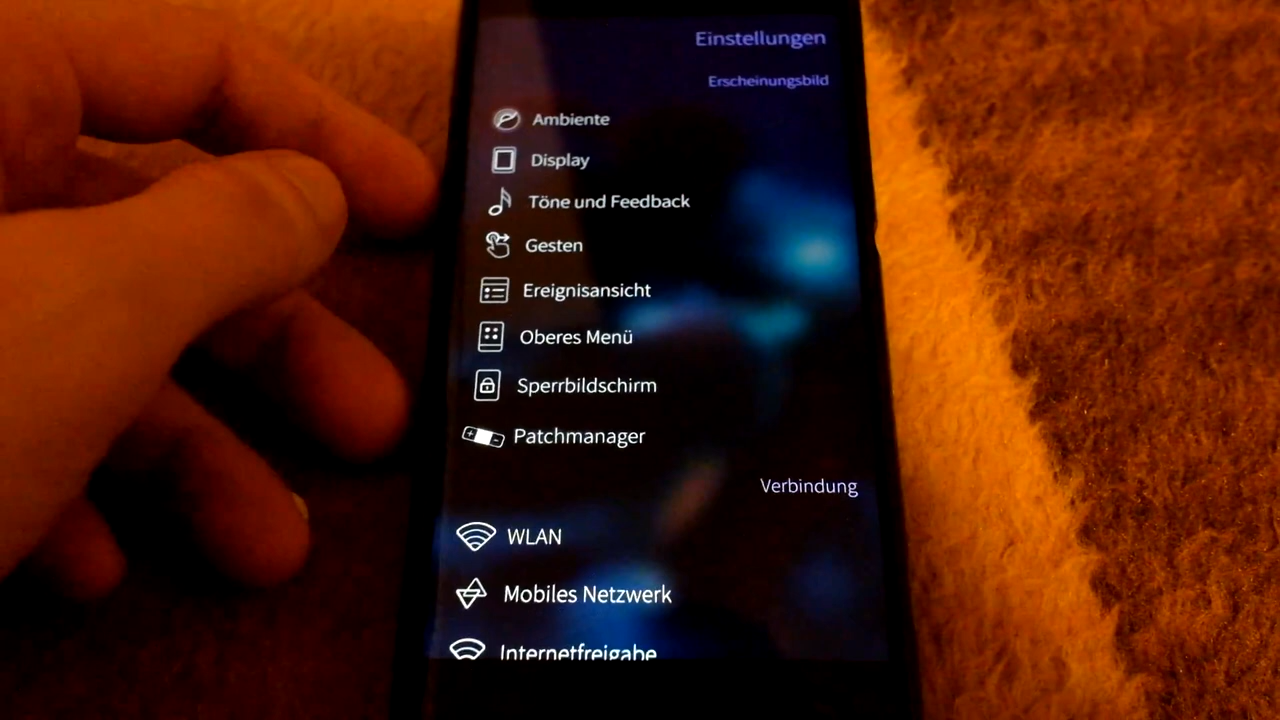 Einstellungen
Erscheinungsbild
Ambiente
Display
Töne und Feedback
Gesten
Ereignisansicht
Oberes Menü
Sperrbildschirm
Patchmanager
Verbindung
WLAN
Mobiles Netzwerk
Internetfreigabe